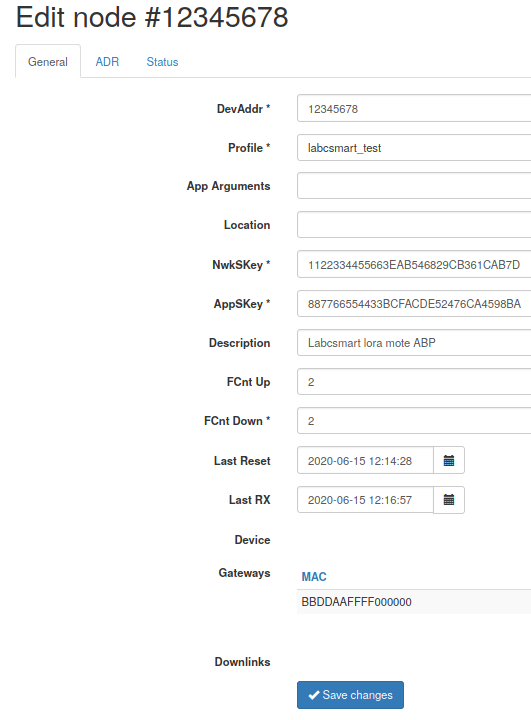 Edit node #12345678
General ADR Status
DevAddr * 12345678
Profile * labcsmart_test
App Arguments
Location
NwkSKey * 1122334455663EAB546829CB361CAB7D
AppSKey * 887766554433BCFACDE52476CA4598BA
Description Labcsmart lora mote ABP
FCnt Up 2
FCnt Down * 2
Last Reset 2020-06-15 12:14:28
Last RX 2020-06-15 12:16:57
Device
Gateways MAC
BBDDAAFFFF000000
Downlinks
Save changes